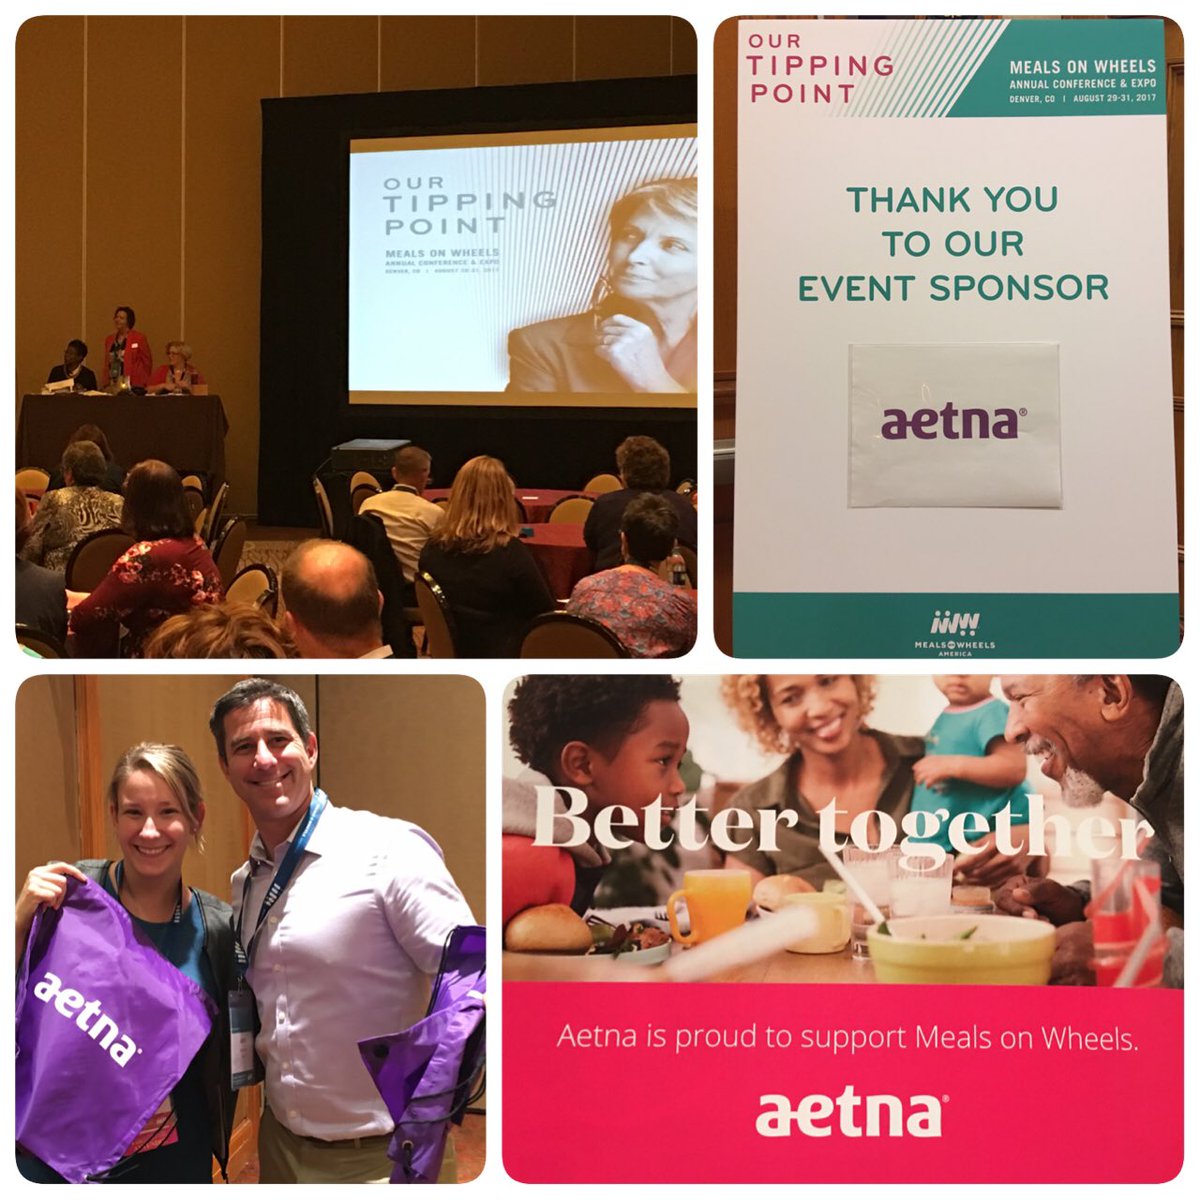 OUR
TIPPING
POINT
MEALS ON WHEELS
ANNUAL CONFERENCE & EXPO
OUR
TIPPING
POINT
MEALS ON WHEELS
ANNUAL CONFERENCE & EXPO
DENVER, CO | AUGUST 29-31, 2017
THANK YOU
TO OUR
EVENT SPONSOR
aetna®
MEALS ON WHEELS
AMERICA
aetna
Better together
Aetna is proud to support Meals on Wheels.
aetna®